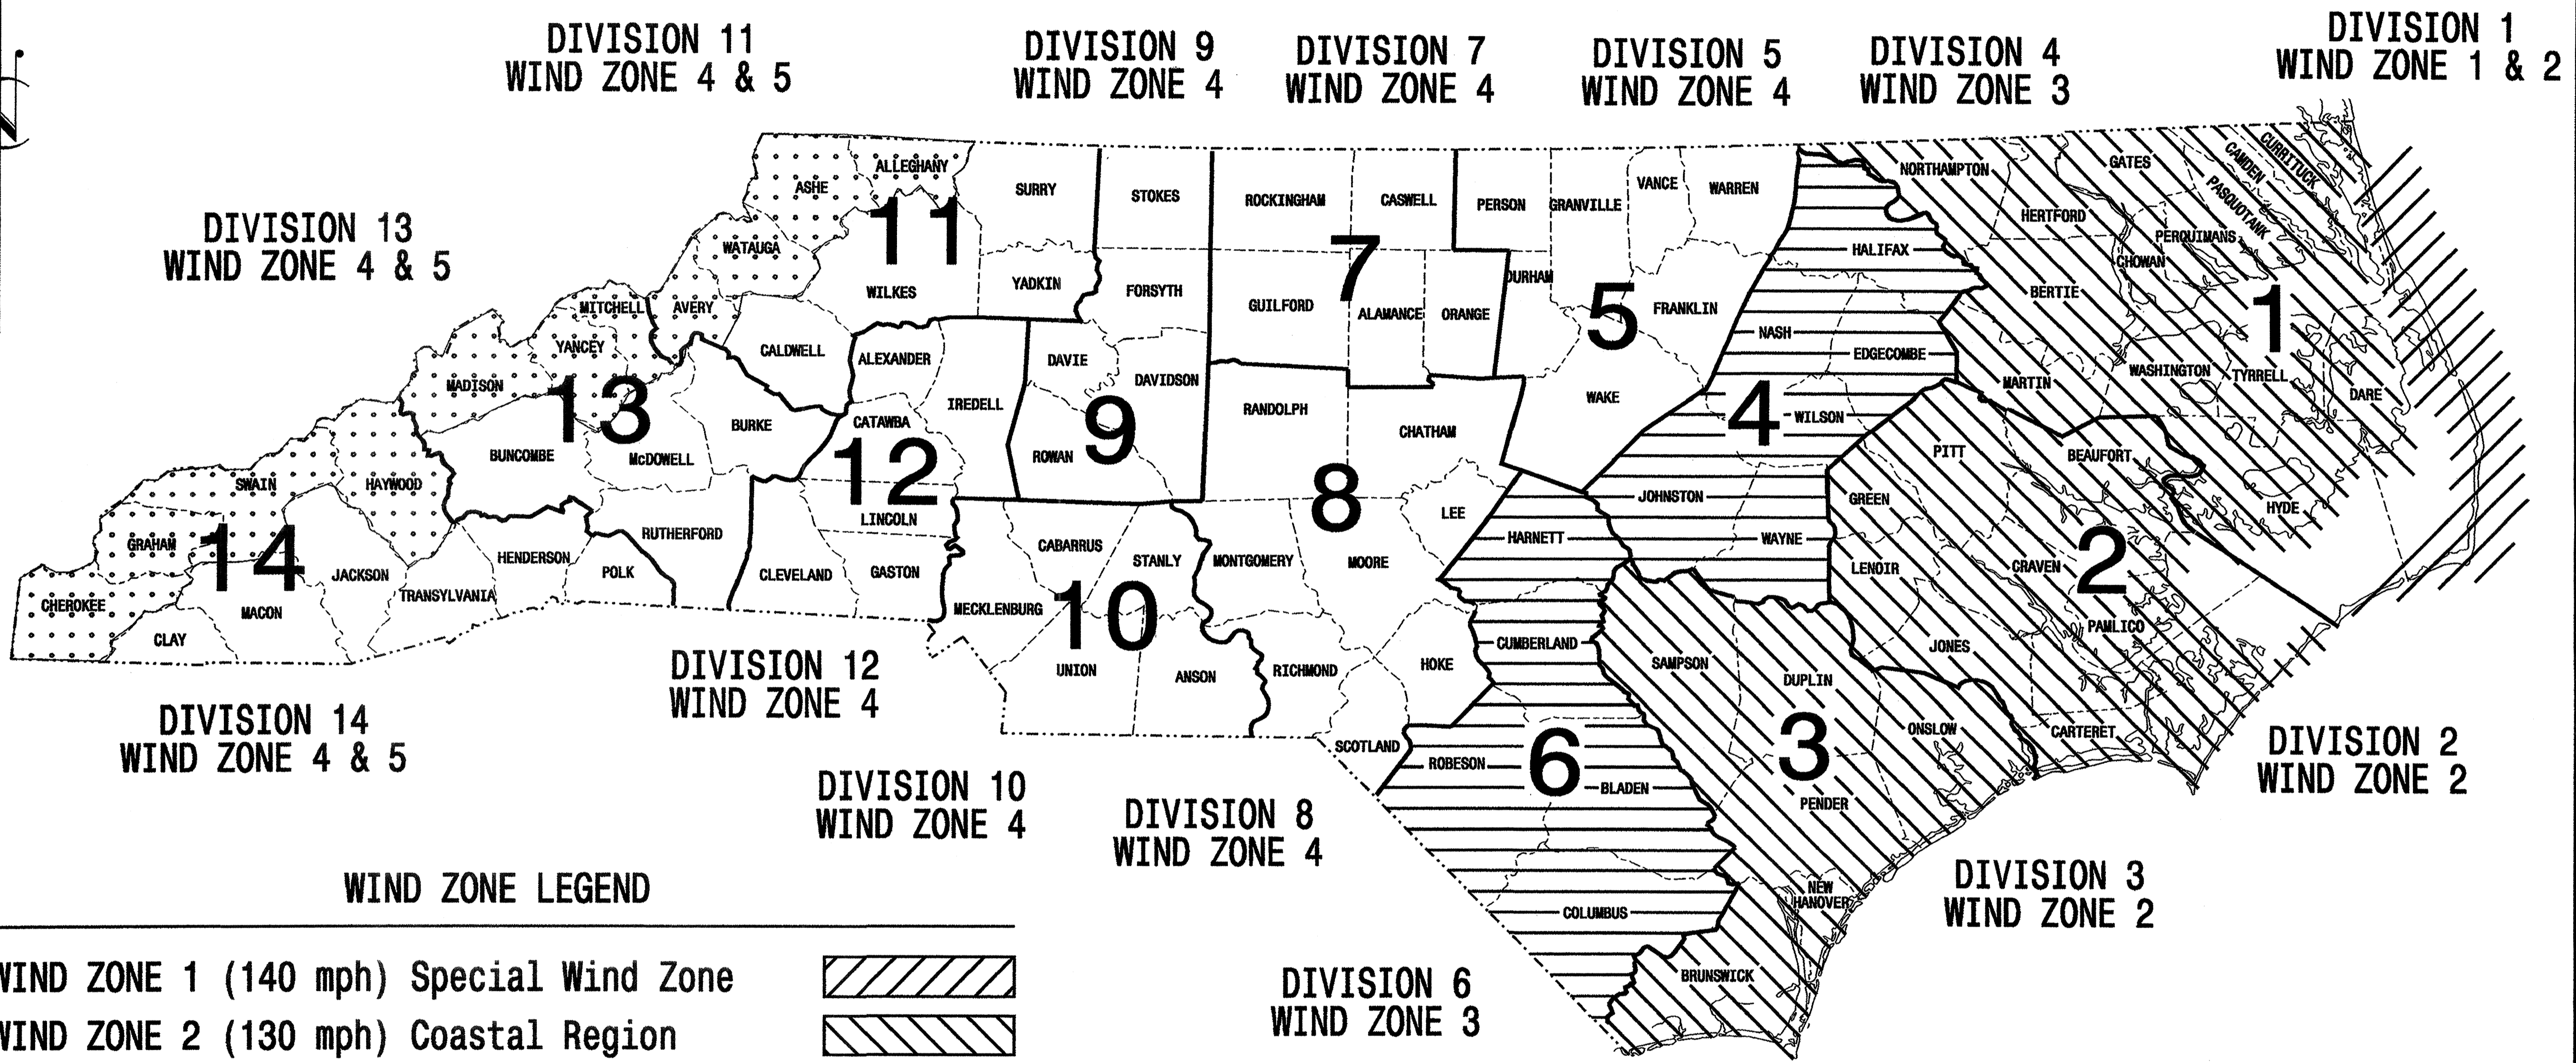 DIVISION 11
WIND ZONE 4 & 5
DIVISION 9
WIND ZONE 4
DIVISION 7
WIND ZONE 4
DIVISION 5
WIND ZONE 4
DIVISION 4
WIND ZONE 3
DIVISION 1
WIND ZONE 1 & 2
DIVISION 13
WIND ZONE 4 & 5
N
ASHE
ALLEGHANY
SURRY
STOKES
ROCKINGHAM
CASWELL
PERSON
GRANVILLE
VANCE
WARREN
NORTHAMPTON
GATES
CAMDEN
CURRITUCK
PASQUOTANK
HERTFORD
PERQUIMANS
CHOWAN
HALIFAX
WATAUGA
11
WILKES
YADKIN
FORSYTH
7
GUILFORD
ALAMANCE
ORANGE
DURHAM
5
FRANKLIN
NASH
EDGECOMBE
BERTIE
1
MITCHELL
AVERY
YANCEY
CALDWELL
ALEXANDER
DAVIE
DAVIDSON
MADISON
13
IREDELL
9
RANDOLPH
CHATHAM
WAKE
4
WILSON
MARTIN
WASHINGTON
TYRRELL
DARE
BUNCOMBE
McDOWELL
BURKE
CATAWBA
12
LINCOLN
ROWAN
8
LEE
JOHNSTON
PITT
BEAUFORT
HYDE
SWAIN
HAYWOOD
GRAHAM
14
JACKSON
TRANSYLVANIA
HENDERSON
POLK
RUTHERFORD
CLEVELAND
GASTON
MECKLENBURG
CABARRUS
STANLY
10
MONTGOMERY
MOORE
HARNETT
WAYNE
GREEN
LENOIR
CRAVEN
2
PAMLICO
CHEROKEE
CLAY
MACON
UNION
ANSON
RICHMOND
HOKE
CUMBERLAND
SAMPSON
DUPLIN
JONES
SCOTLAND
ROBESON
6
BLADEN
3
PENDER
ONSLOW
CARTERET
COLUMBUS
NEW
HANOVER
BRUNSWICK
DIVISION 14
WIND ZONE 4 & 5
DIVISION 12
WIND ZONE 4
DIVISION 10
WIND ZONE 4
DIVISION 8
WIND ZONE 4
DIVISION 2
WIND ZONE 2
DIVISION 3
WIND ZONE 2
DIVISION 6
WIND ZONE 3
WIND ZONE LEGEND
WIND ZONE 1 (140 mph) Special Wind Zone
WIND ZONE 2 (130 mph) Coastal Region